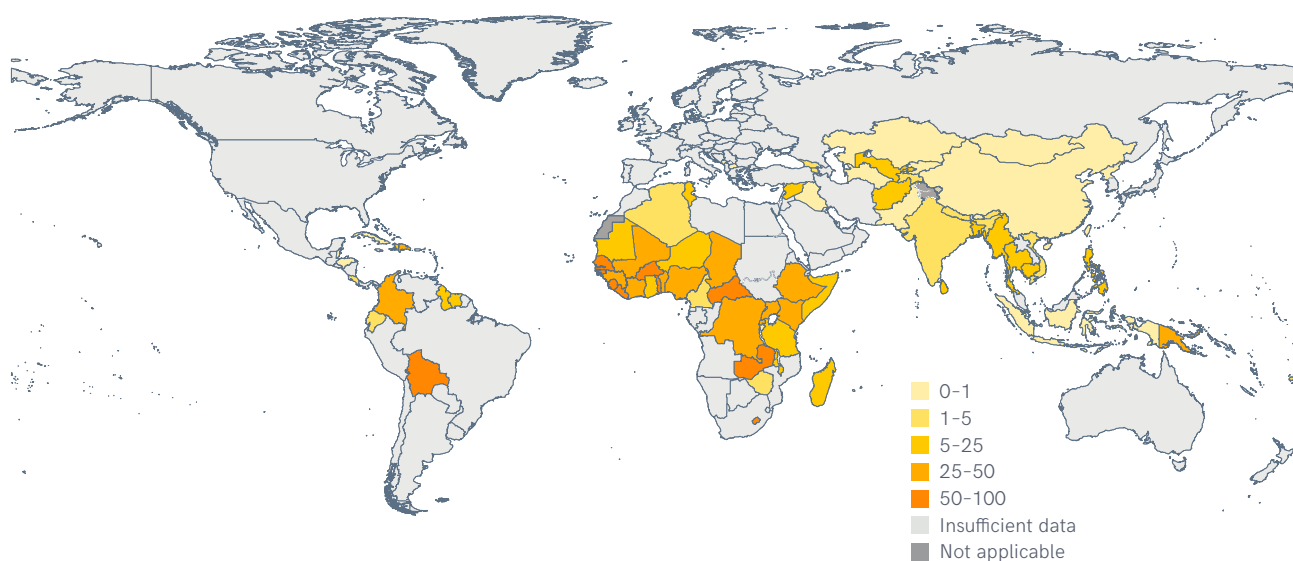 0–1
1–5
5–25
25–50
50–100
Insufficient data
Not applicable